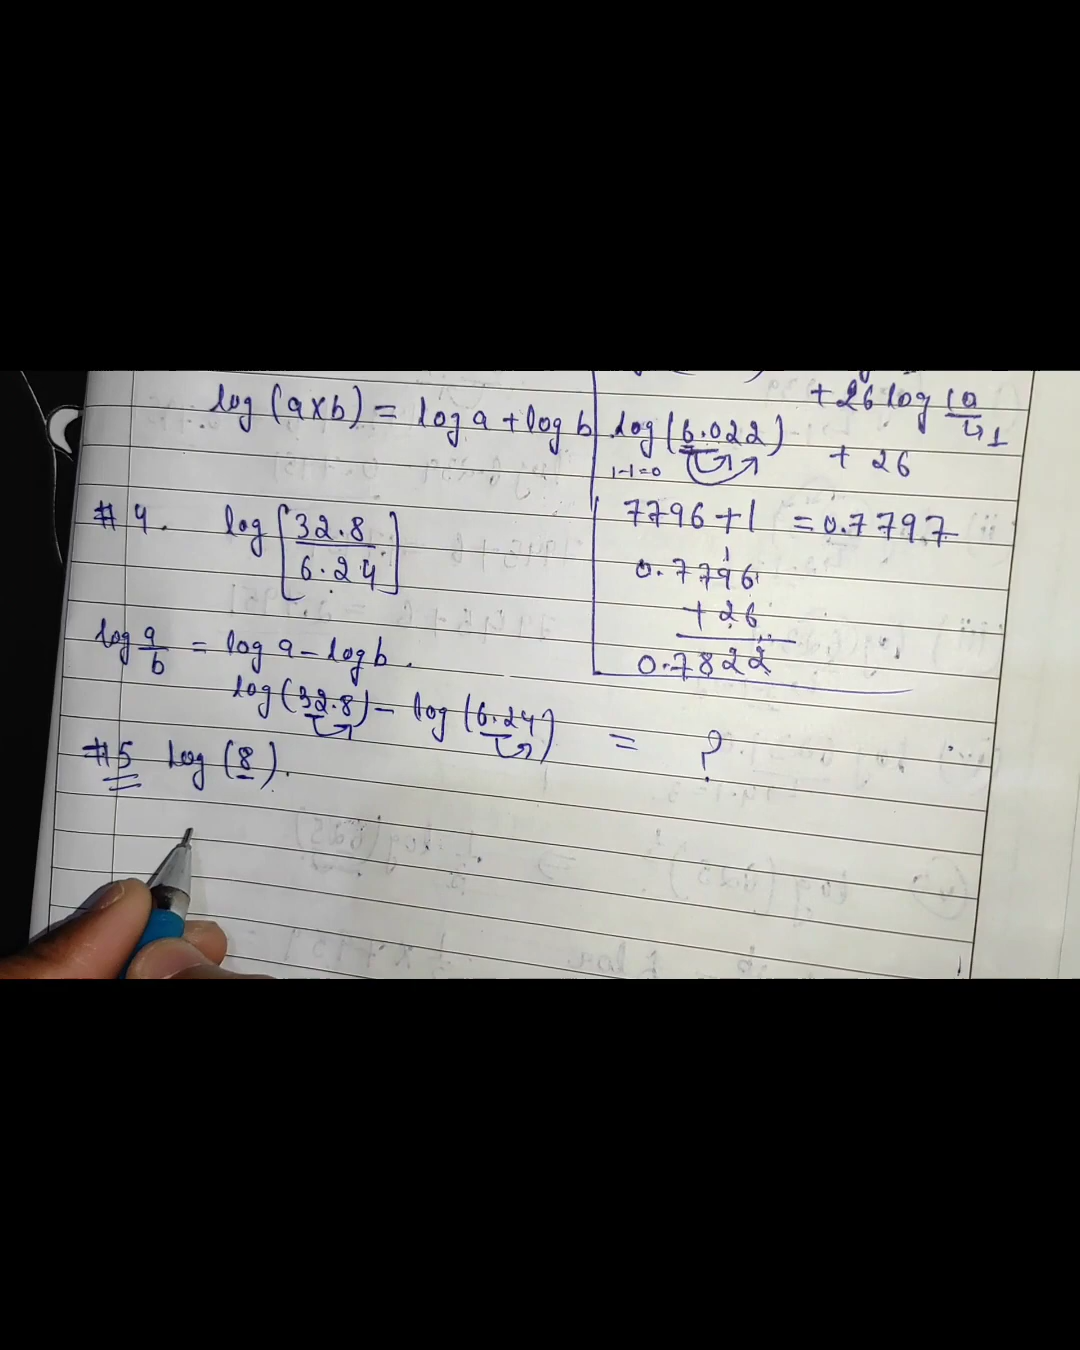 log (a×b) = log a + log b
# 4. log [32.8/6.24]
log a/b = log a - log b.
log (32.8) - log (6.24) = ?
#5 log (8).
+26 log 10
↳1
log (6.022) + 26
1-1=0
7796+1 = 0.7797
0.7796
+ 26
0.7822